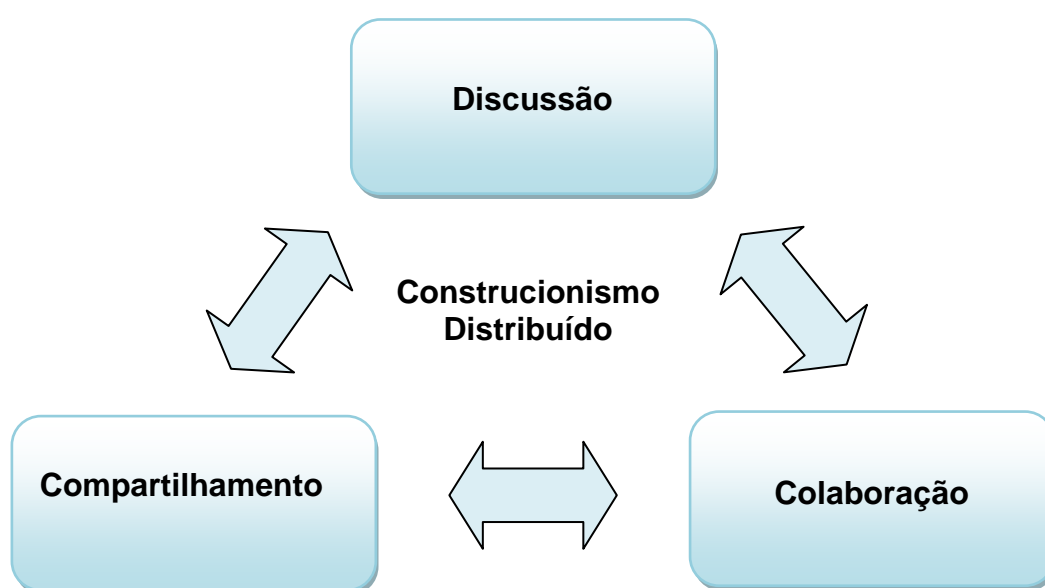 Discussão
Construcionismo
Distribuído
Compartilhamento
Colaboração